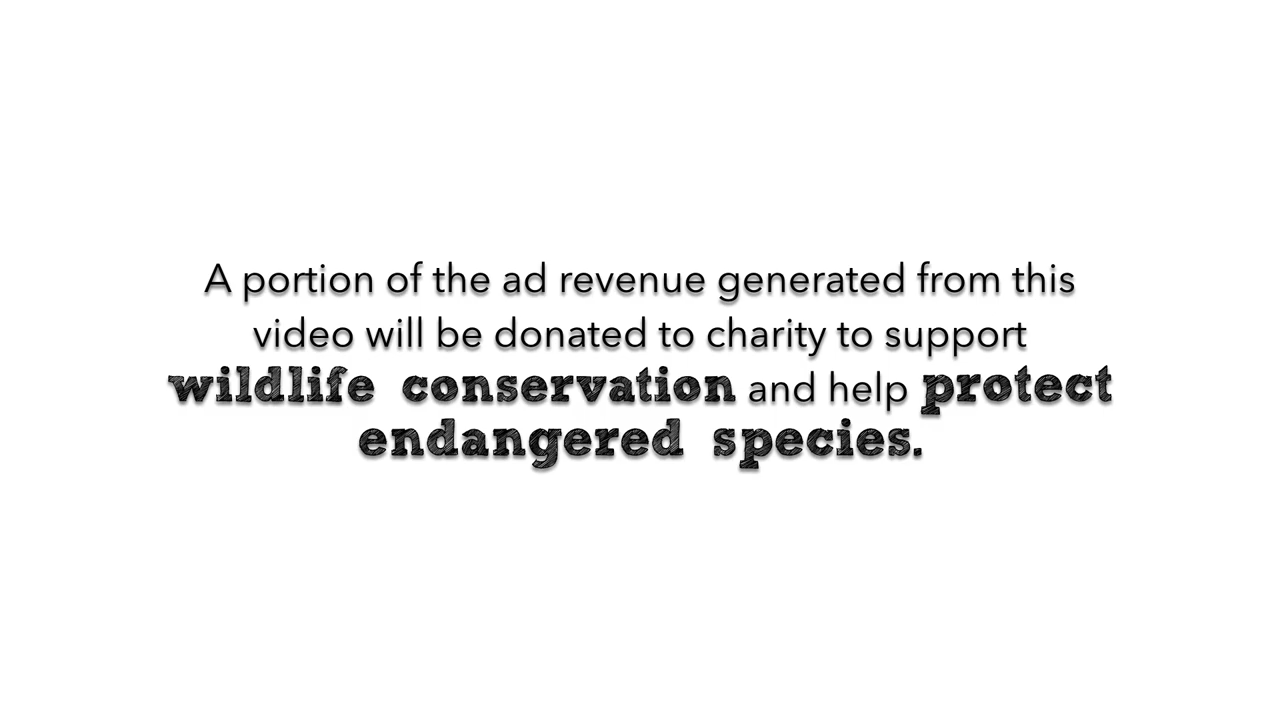 A portion of the ad revenue generated from this
video will be donated to charity to support
wildlife conservation and help protect
endangered species.